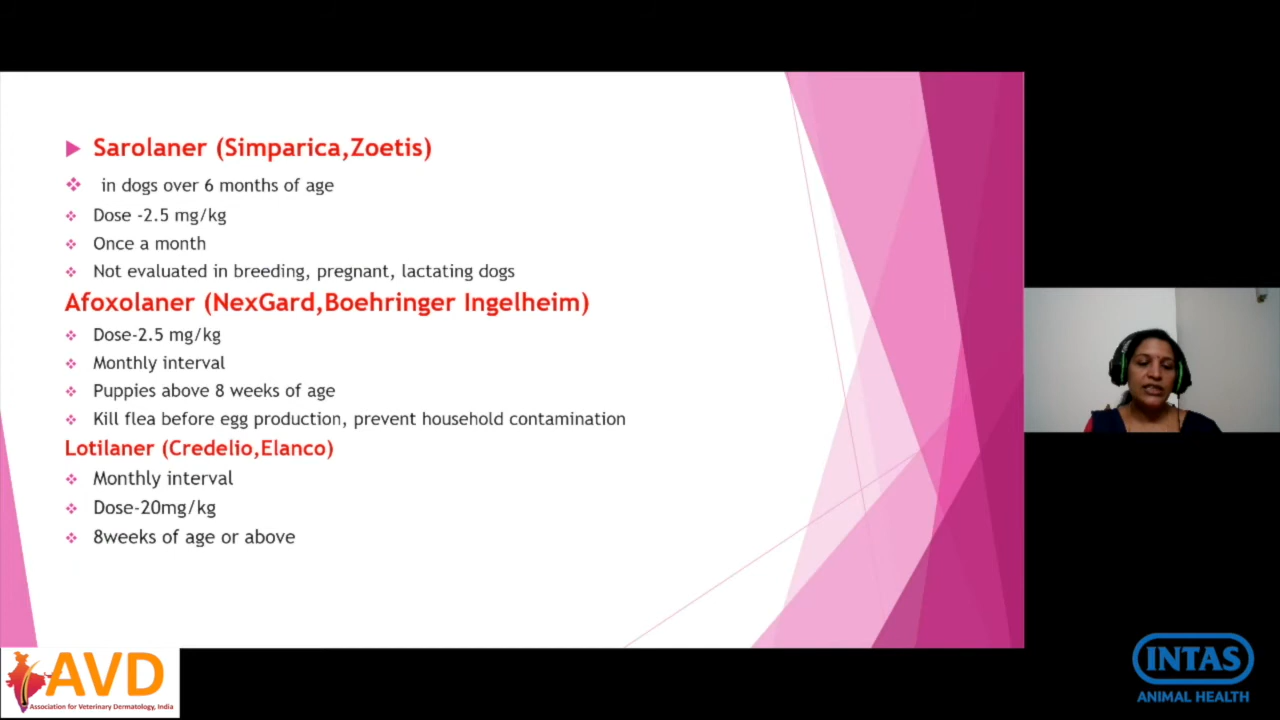 Sarolaner (Simparica,Zoetis)
in dogs over 6 months of age
Dose -2.5 mg/kg
Once a month
Not evaluated in breeding, pregnant, lactating dogs
Afoxolaner (NexGard,Boehringer Ingelheim)
Dose-2.5 mg/kg
Monthly interval
Puppies above 8 weeks of age
Kill flea before egg production, prevent household contamination
Lotilaner (Credelio,Elanco)
Monthly interval
Dose-20mg/kg
8weeks of age or above
AVD
Association for Veterinary Dermatology, India
INTAS
ANIMAL HEALTH